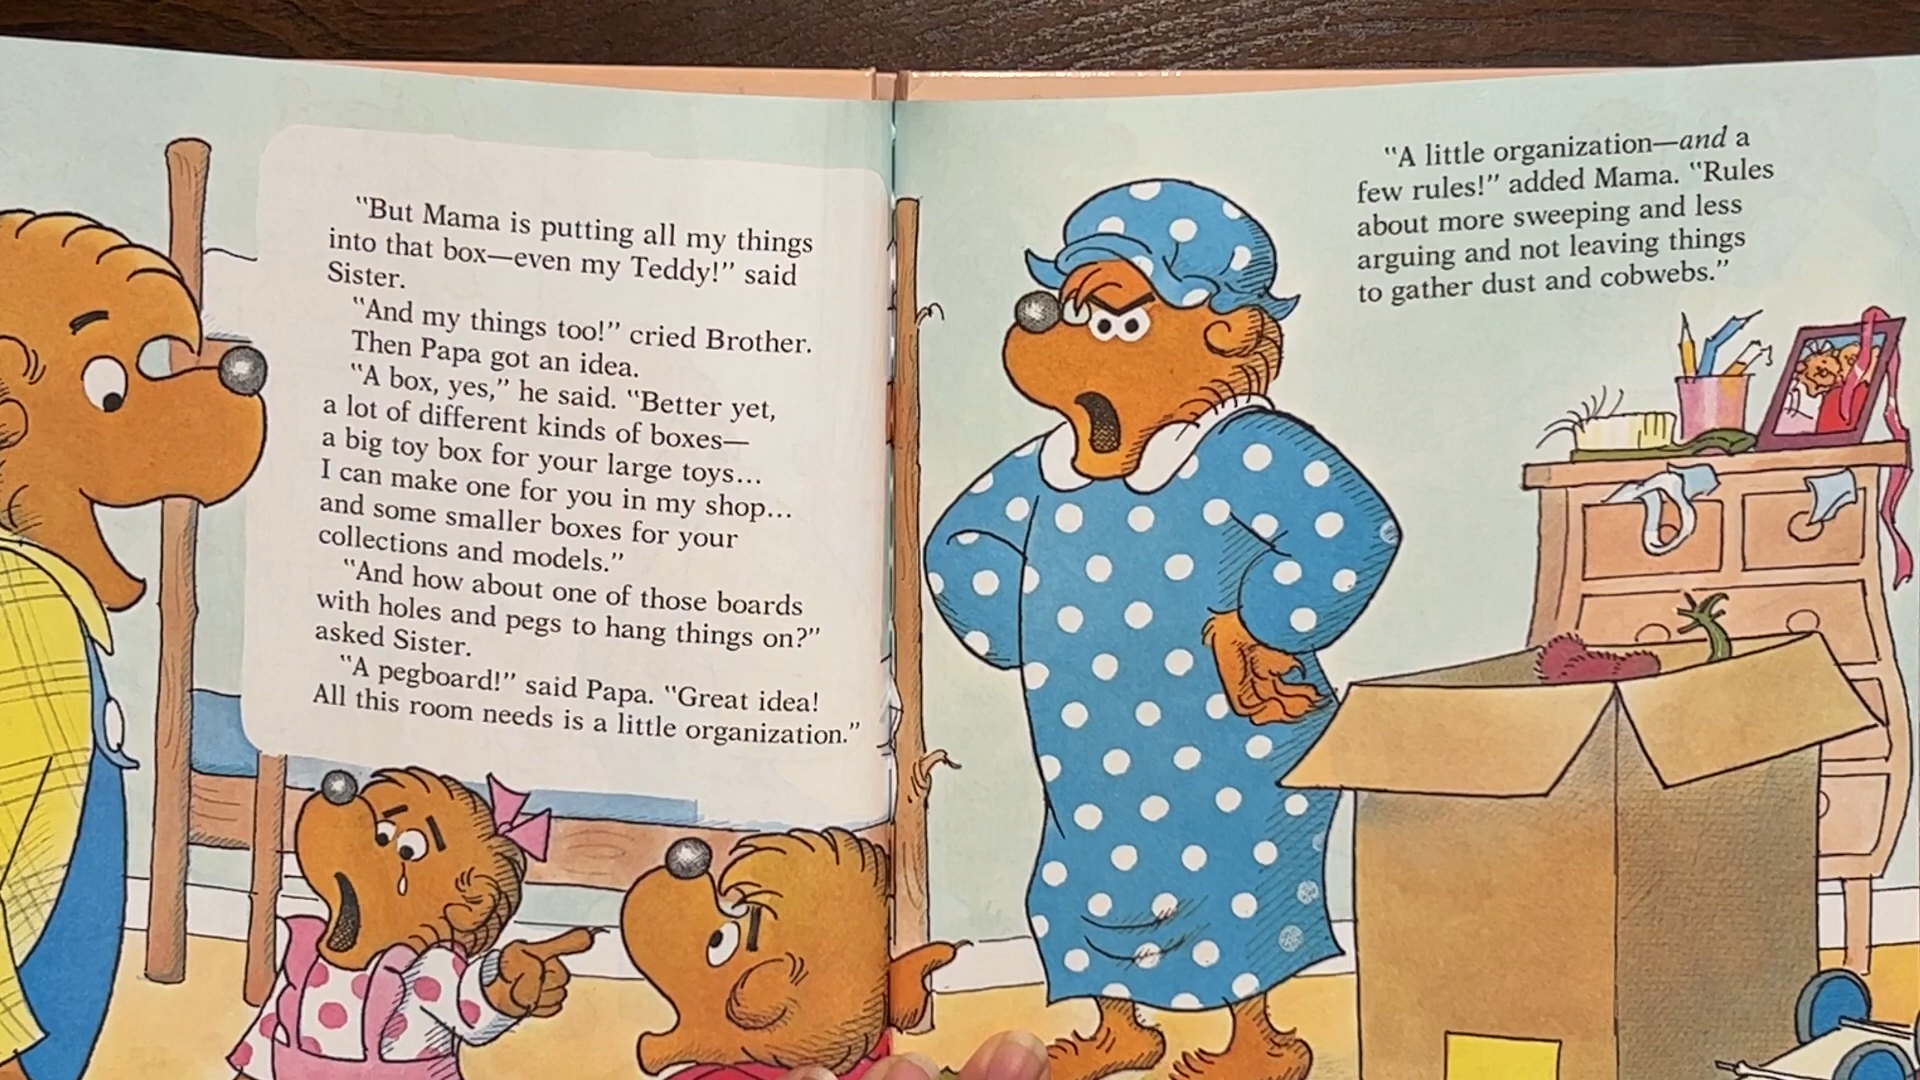 "But Mama is putting all my things
into that box—even my Teddy!" said
Sister.
"And my things too!" cried Brother.
Then Papa got an idea.
"A box, yes," he said. "Better yet,
a lot of different kinds of boxes—
a big toy box for your large toys...
I can make one for you in my shop...
and some smaller boxes for your
collections and models."
"And how about one of those boards
with holes and pegs to hang things on?"
asked Sister.
"A pegboard!" said Papa. "Great idea!
All this room needs is a little organization."
"A little organization—and a
few rules!" added Mama. "Rules
about more sweeping and less
arguing and not leaving things
to gather dust and cobwebs."